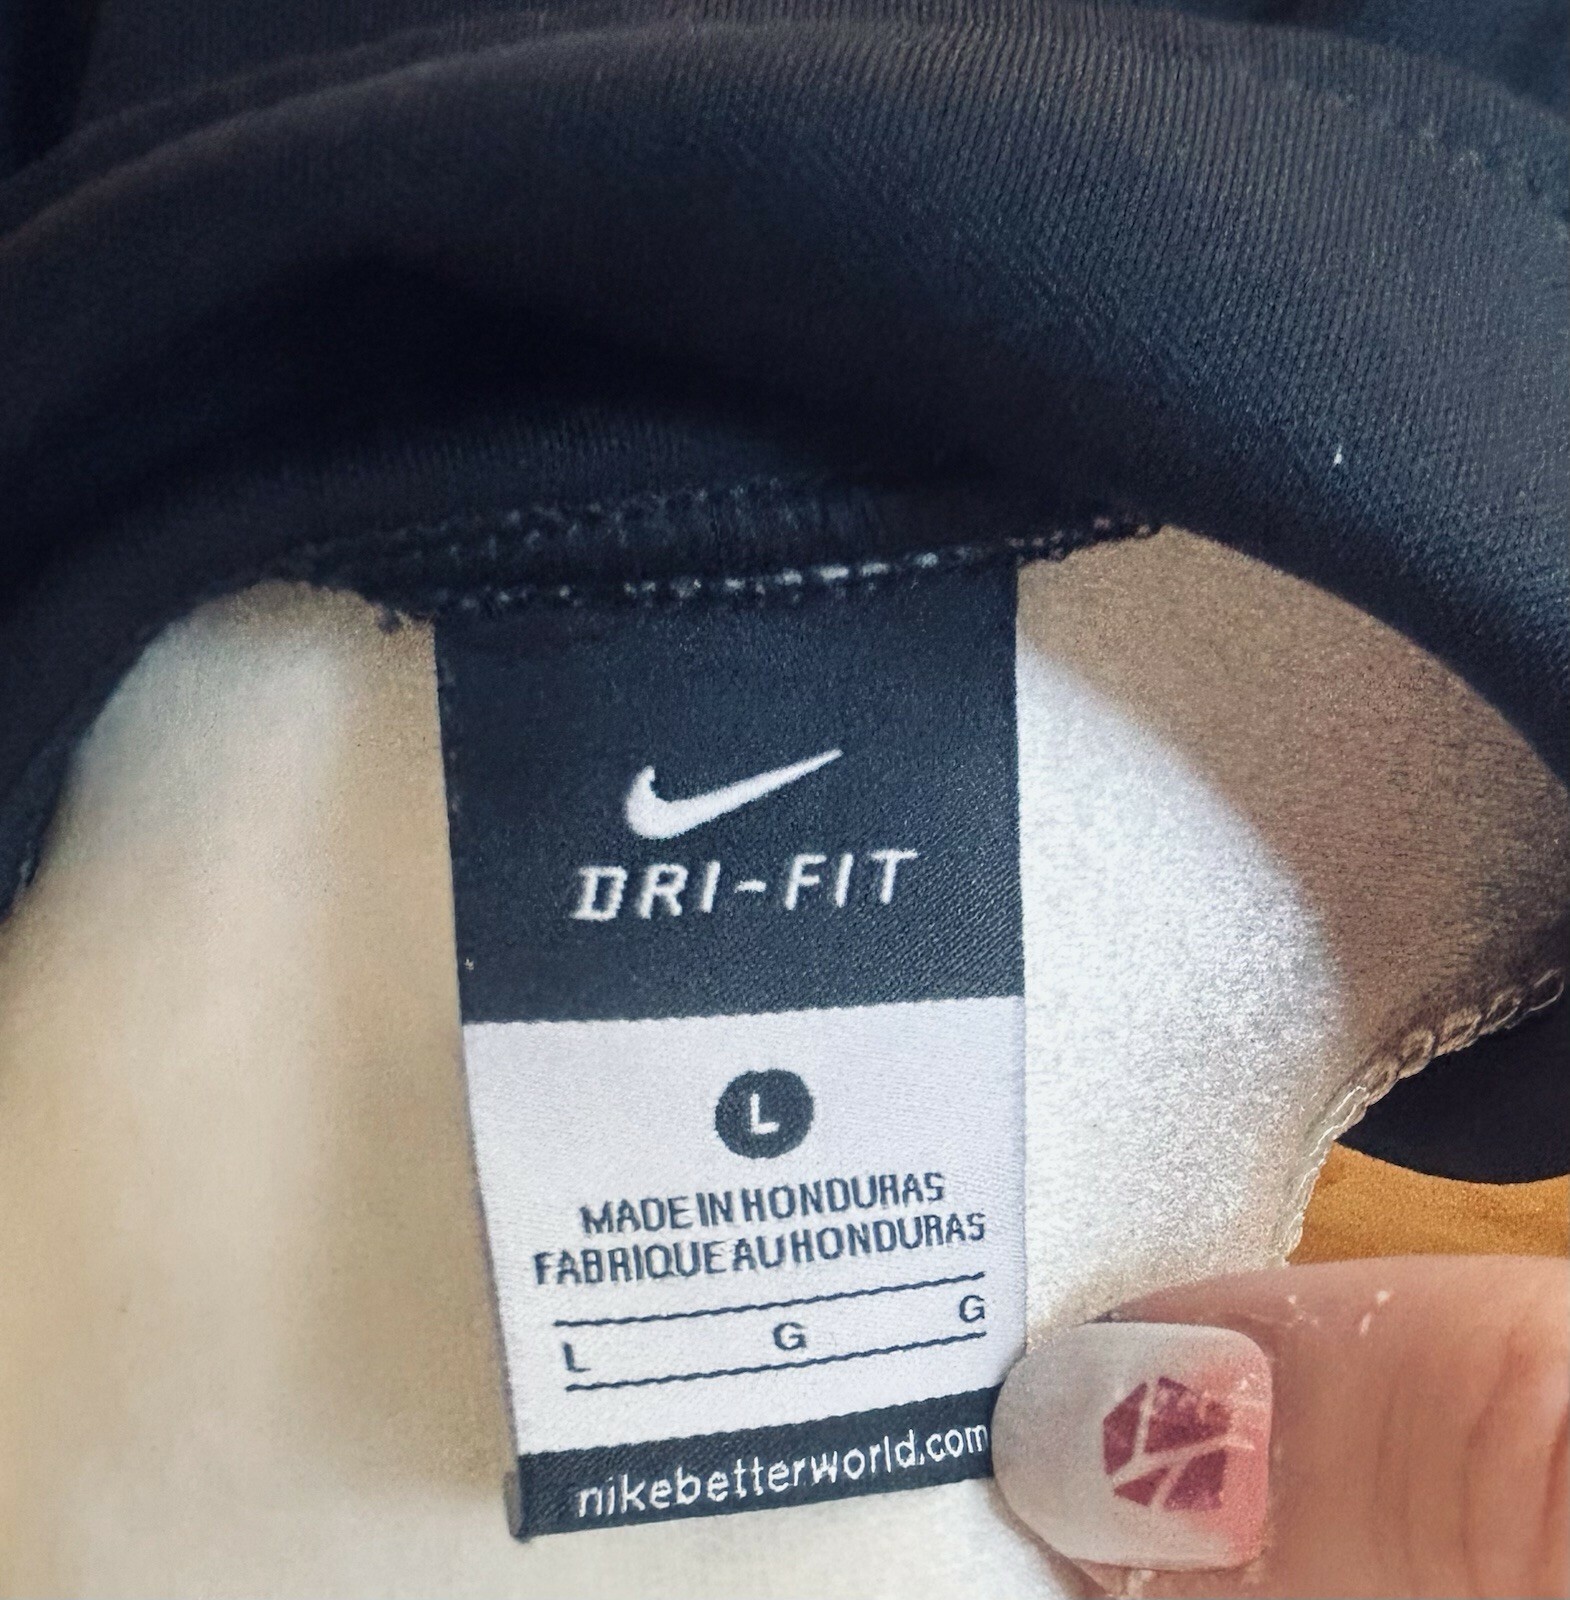 DRI-FIT
L
MADE IN HONDURAS
FABRIQUE AU HONDURAS
L G G
nikebetterworld.com